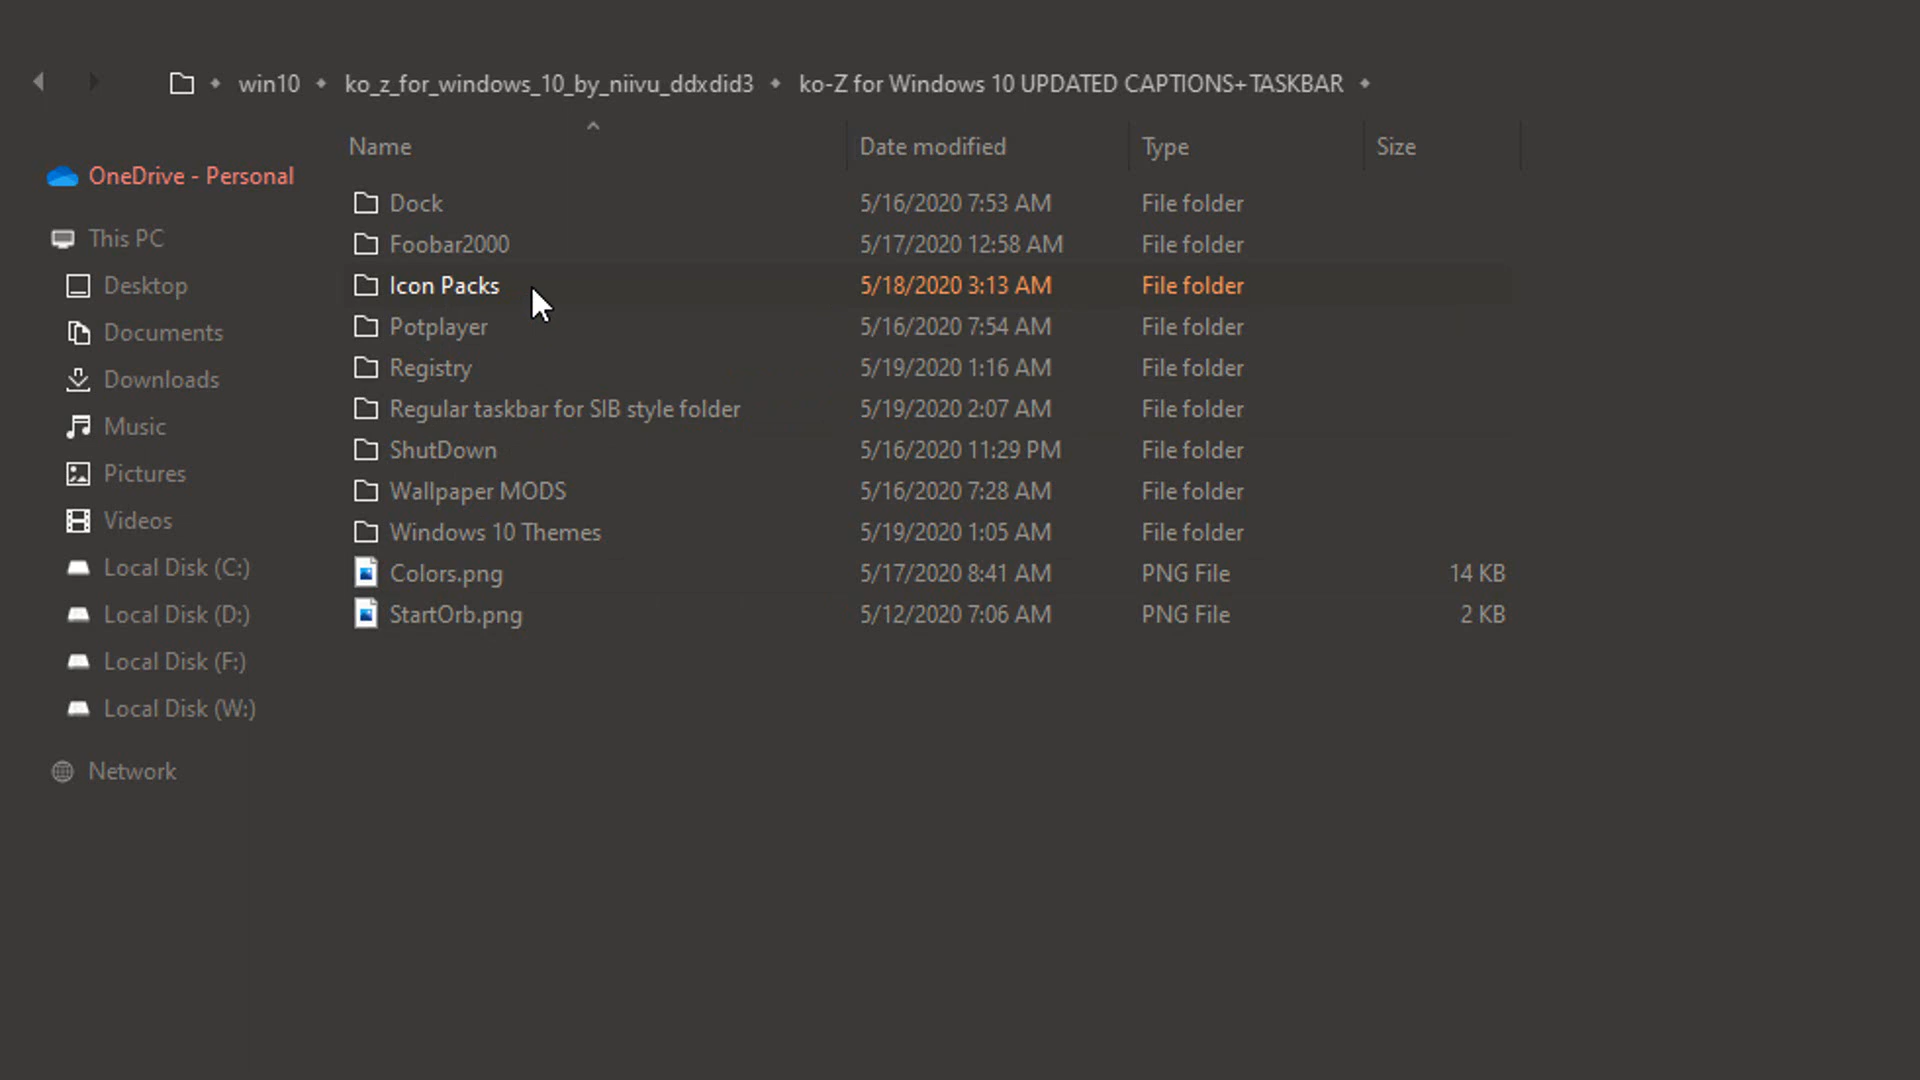 win10 ko_z_for_windows_10_by_niivu_ddxdid3 ko-Z for Windows 10 UPDATED CAPTIONS+TASKBAR
Name Date modified Type Size
OneDrive - Personal
This PC
Desktop
Documents
Downloads
Music
Pictures
Videos
Local Disk (C:)
Local Disk (D:)
Local Disk (F:)
Local Disk (W:)
Network
Dock 5/16/2020 7:53 AM File folder
Foobar2000 5/17/2020 12:58 AM File folder
Icon Packs 5/18/2020 3:13 AM File folder
Potplayer 5/16/2020 7:54 AM File folder
Registry 5/19/2020 1:16 AM File folder
Regular taskbar for SIB style folder 5/19/2020 2:07 AM File folder
ShutDown 5/16/2020 11:29 PM File folder
Wallpaper MODS 5/16/2020 7:28 AM File folder
Windows 10 Themes 5/19/2020 1:05 AM File folder
Colors.png 5/17/2020 8:41 AM PNG File 14 KB
StartOrb.png 5/12/2020 7:06 AM PNG File 2 KB